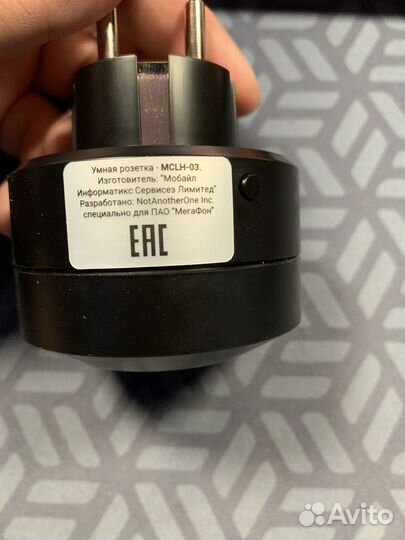 Умная розетка - MCLH-03.
Изготовитель: "Мобайл
Информатикс Сервисез Лимитед"
Разработано: NotAnotherOne Inc.
специально для ПАО "МегаФон"
EAC
Avito